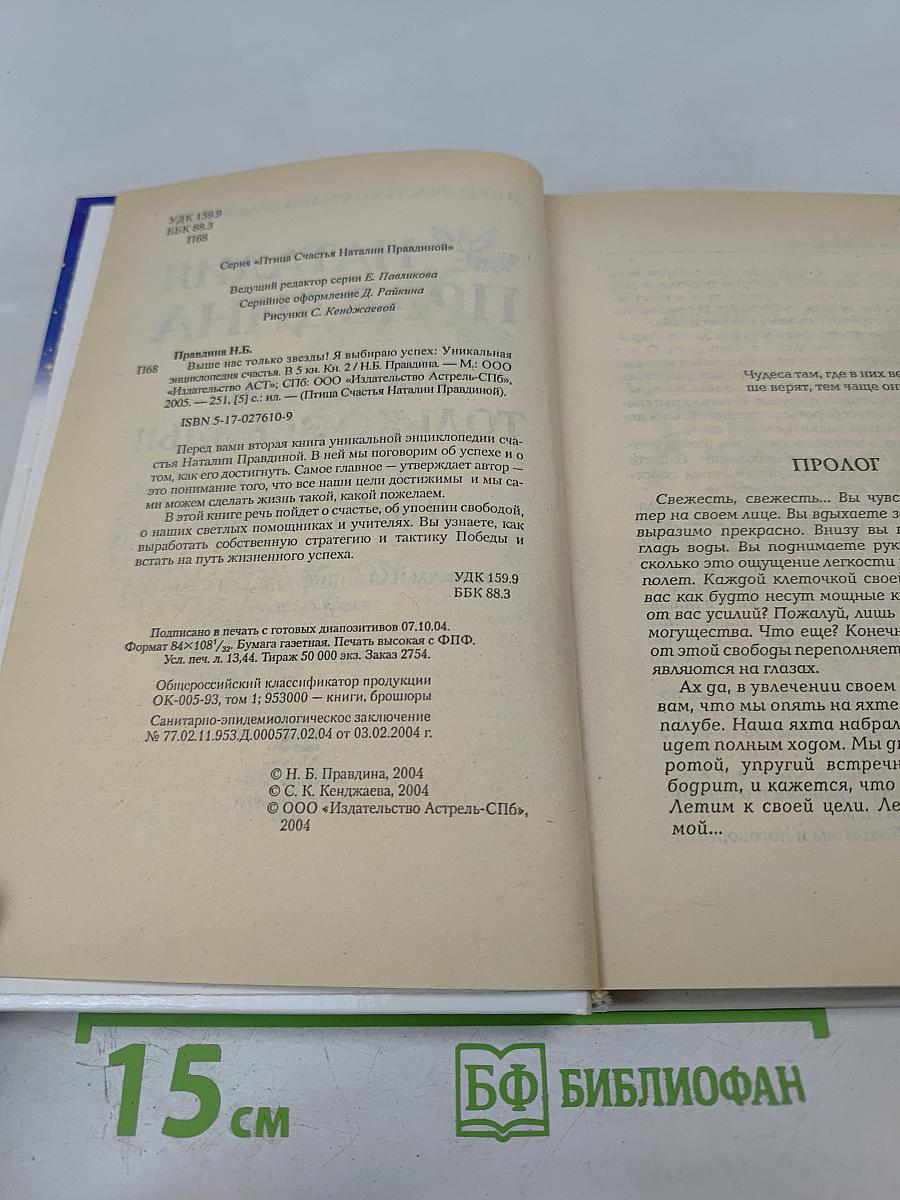 УДК 159.9
ББК 88.3
П68
Серия «Птица Счастья Наталии Правдиной»
Ведущий редактор серии Е. Павликова
Серийное оформление Д. Райкина
Рисунки С. Кенджаевой
Правдина Н.Б.
П68 Выше нас только звезды! Я выбираю успех: Уникальная
энциклопедия счастья. В 5 кн. Кн. 2 / Н.Б. Правдина. — М.: ООО
«Издательство АСТ»; СПб: ООО «Издательство Астрель-СПб»,
2005. — 251, [5] с.: ил. — (Птица Счастья Наталии Правдиной).
ISBN 5-17-027610-9
Перед вами вторая книга уникальной энциклопедии сча-
стья Наталии Правдиной. В ней мы поговорим об успехе и о
том, как его достигнуть. Самое главное — утверждает автор —
это понимание того, что все наши цели достижимы и мы са-
ми можем сделать жизнь такой, какой пожелаем.
В этой книге речь пойдет о счастье, об упоении свободой,
о наших светлых помощниках и учителях. Вы узнаете, как
выработать собственную стратегию и тактику Победы и
встать на путь жизненного успеха.
УДК 159.9
ББК 88.3
Подписано в печать с готовых диапозитивов 07.10.04.
Формат 84×108¹/₃₂. Бумага газетная. Печать высокая с ФПФ.
Усл. печ. л. 13,44. Тираж 50 000 экз. Заказ 2754.
Общероссийский классификатор продукции
ОК-005-93, том 1; 953000 — книги, брошюры
Санитарно-эпидемиологическое заключение
№ 77.02.11.953.Д.000577.02.04 от 03.02.2004 г.
© Н. Б. Правдина, 2004
© С. К. Кенджаева, 2004
© ООО «Издательство Астрель-СПб»,
2004
Чудеса там, где в них ве
ше верят, тем чаще он
ПРОЛОГ
Свежесть, свежесть... Вы чувс
тер на своем лице. Вы вдыхаете з
выразимо прекрасно. Внизу вы
гладь воды. Вы поднимаете рук
сколько это ощущение легкости
полет. Каждой клеточкой своей
вас как будто несут мощные к
от вас усилий? Пожалуй, лишь
могущества. Что еще? Конечн
от этой свободы переполняет
являются на глазах.
Ах да, в увлечении своем
вам, что мы опять на яхте
палубе. Наша яхта набрал
идет полным ходом. Мы д
ротой, упругий встречн
бодрит, и кажется, что
Летим к своей цели. Ле
мой...
15 см
БФ БИБЛИОФАН